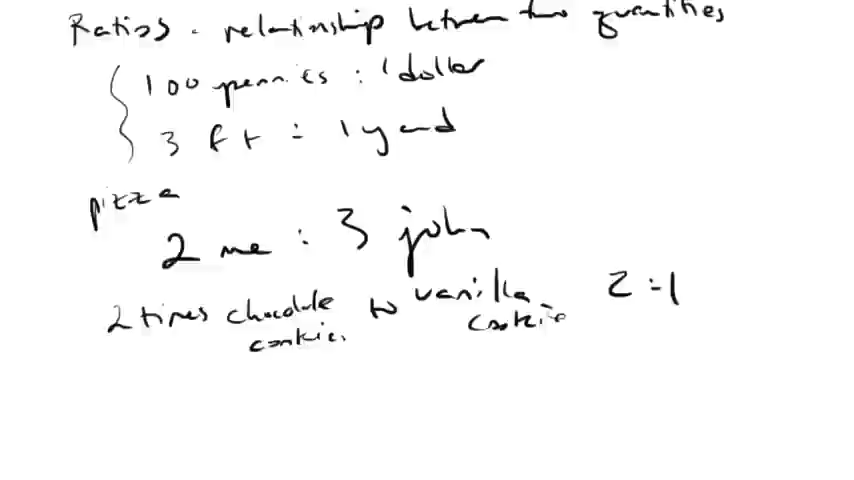 Ratios - relationship between two quantities
100 pennies : 1 dollar
3 ft : 1 yard
pizza
2 me : 3 john
2 times chocolate cookies to vanilla cookie 2:1